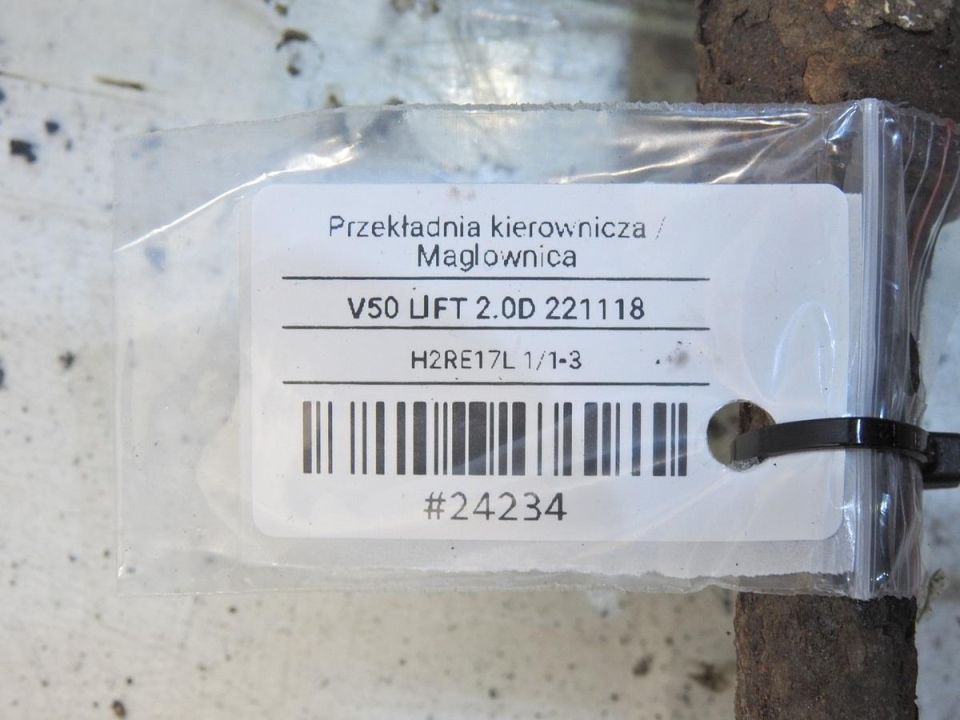 Przekładnia kierownicza /
Maglownica
V50 LIFT 2.0D 221118
H2RE17L 1/1-3
#24234